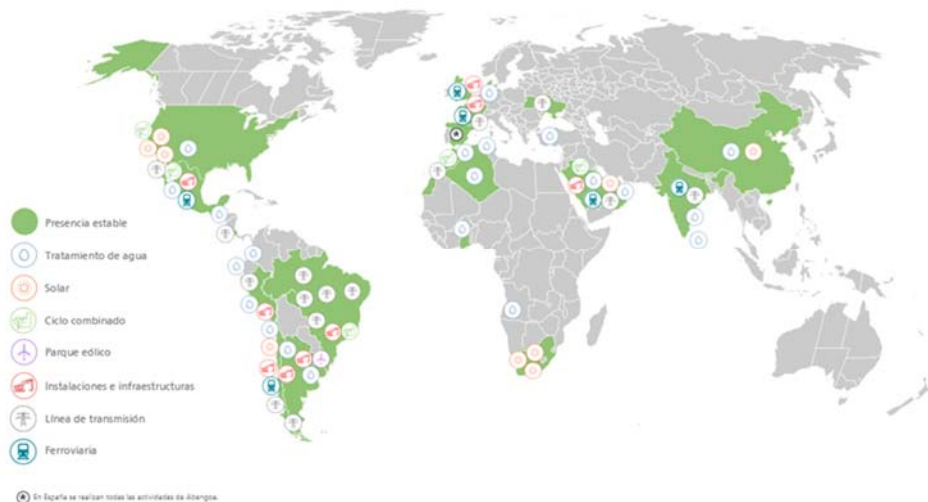 Presencia estable
Tratamiento de agua
Solar
Ciclo combinado
Parque eólico
Instalaciones e infraestructuras
Línea de transmisión
Ferroviaria
En España se realizan todas las actividades de Abengoa.